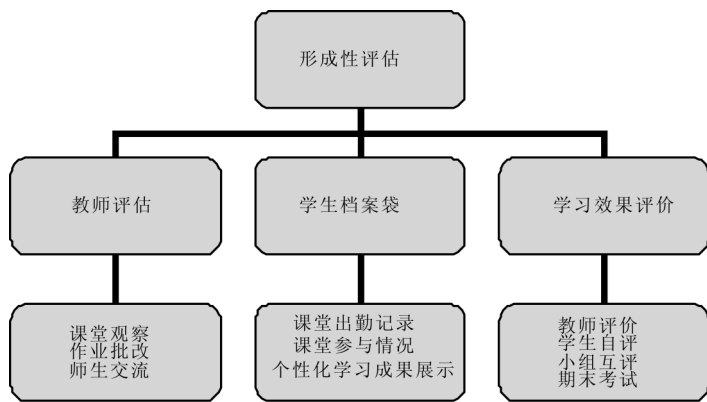 形成性评估
教师评估
学生档案袋
学习效果评价
课堂观察
作业批改
师生交流
课堂出勤记录
课堂参与情况
个性化学习成果展示
教师评价
学生自评
小组互评
期末考试